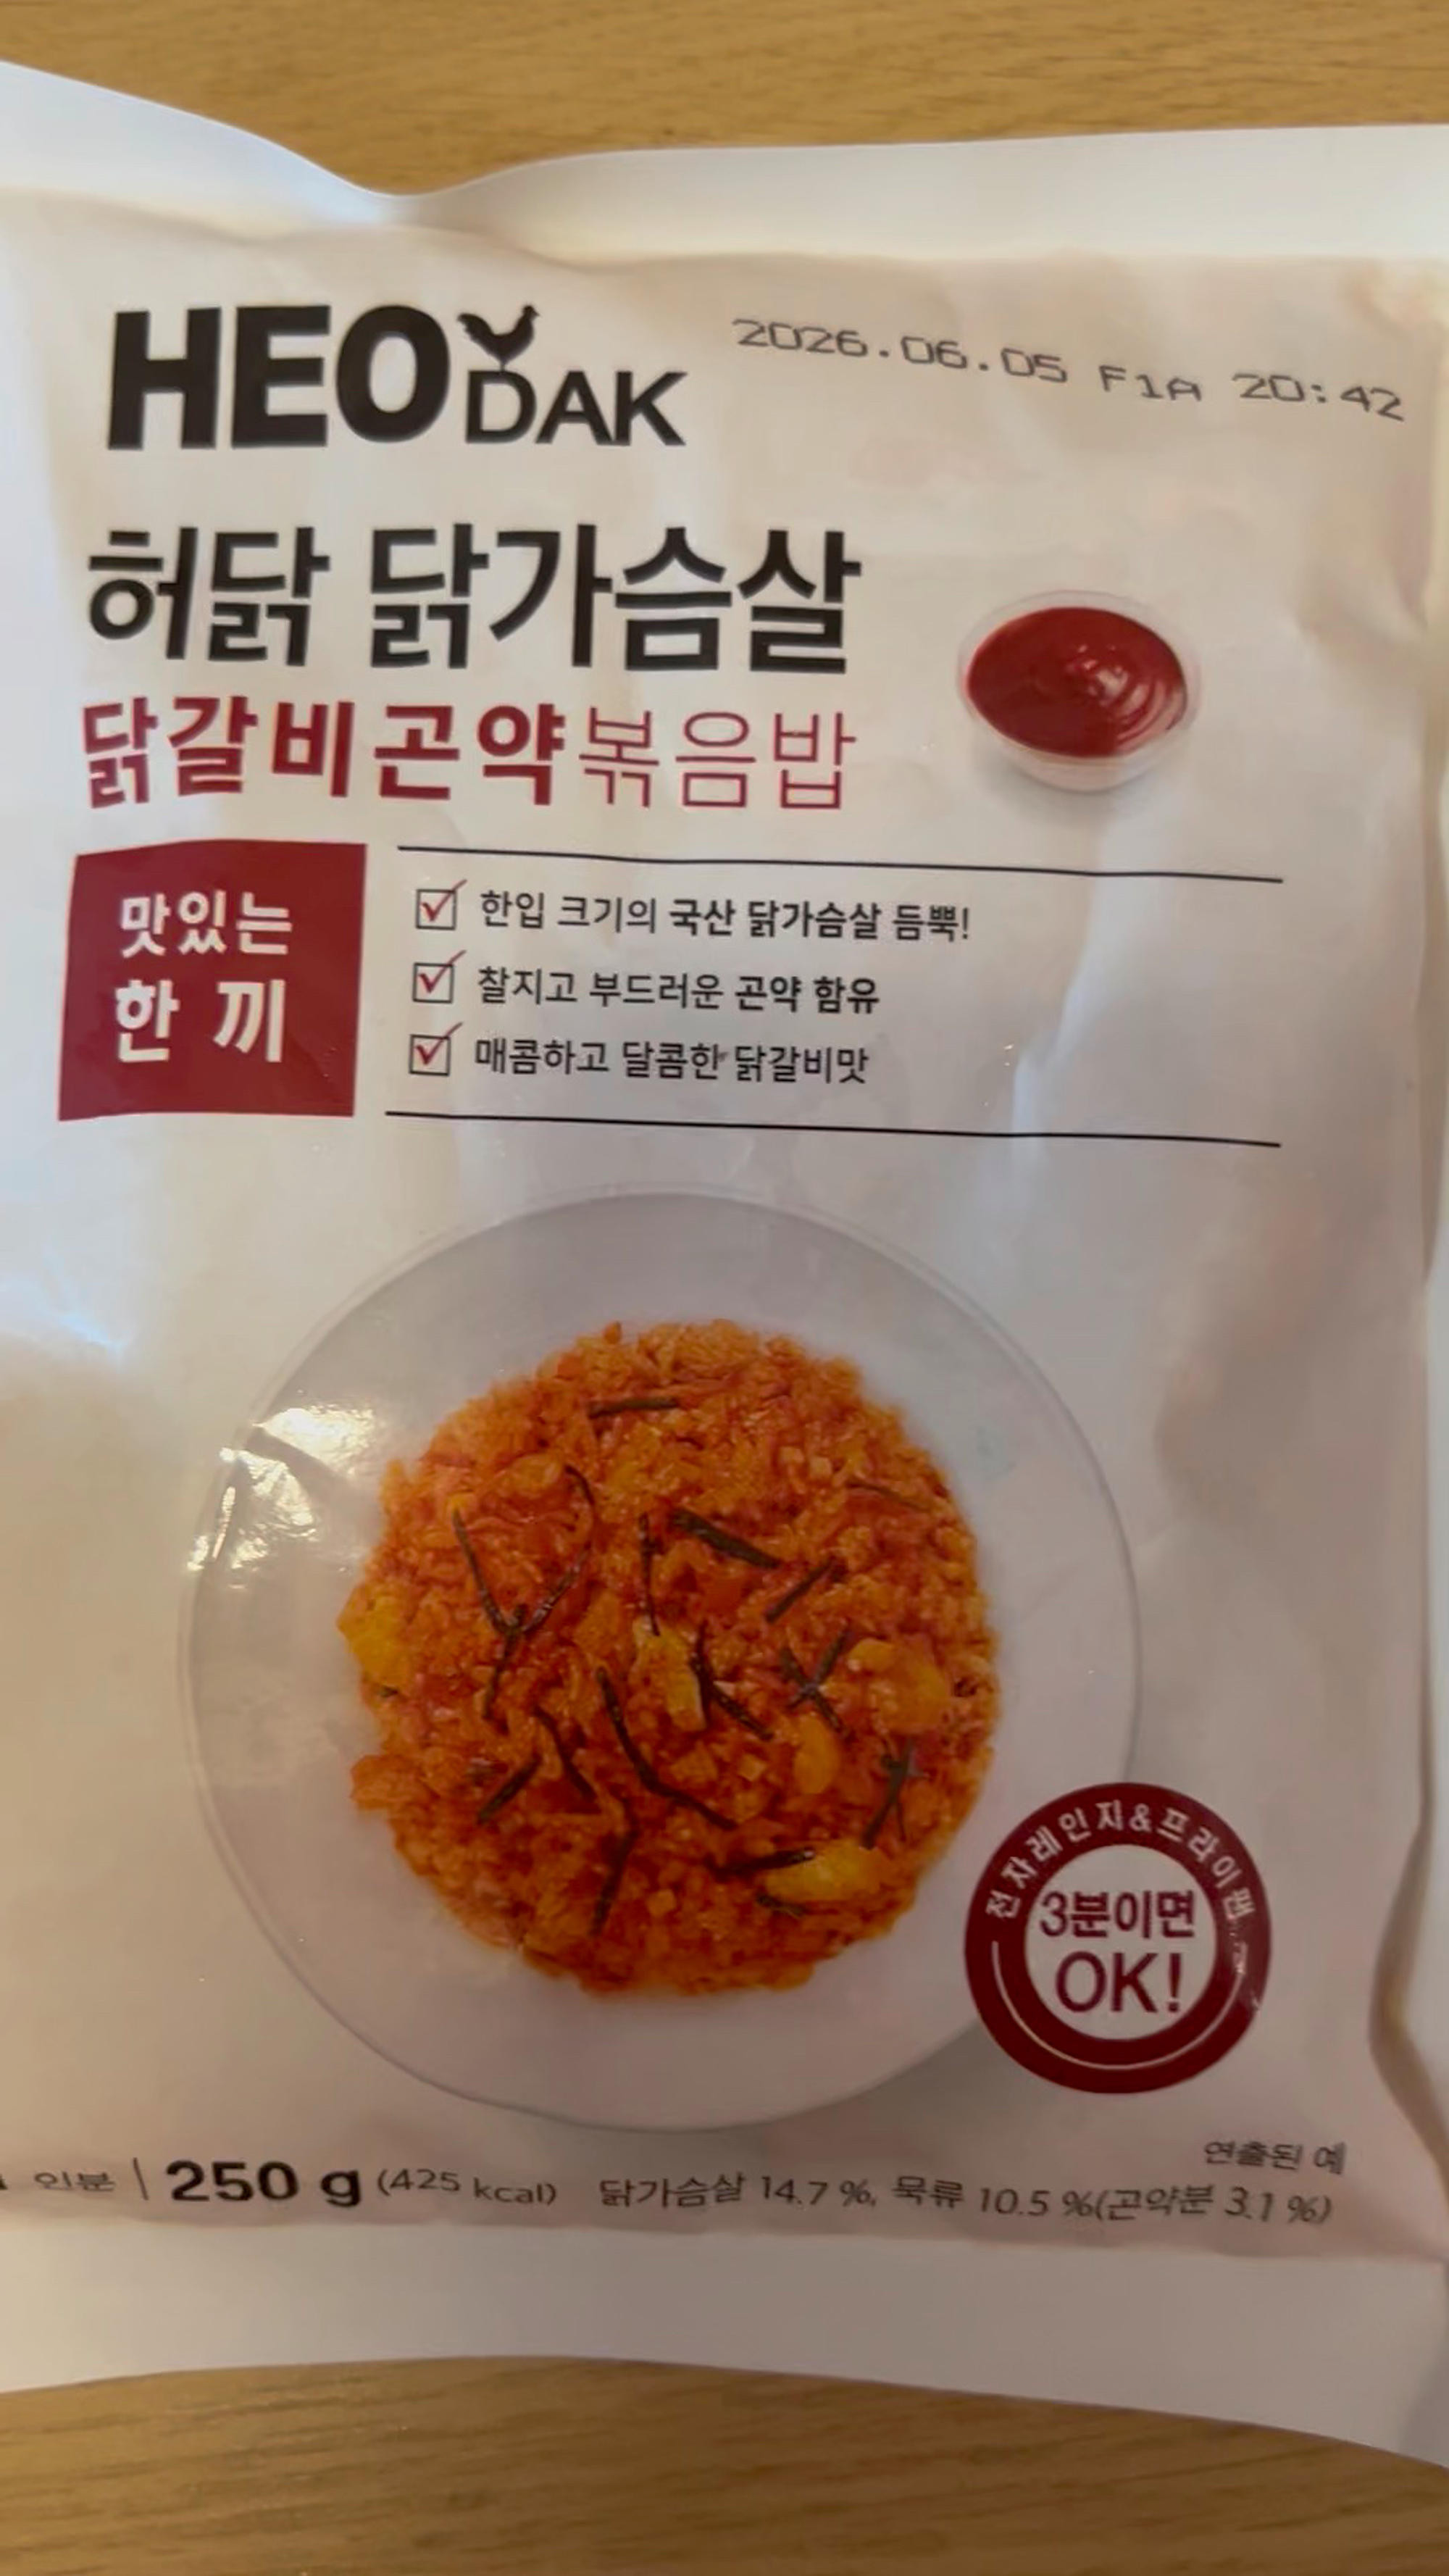 HEO DAK
2026.06.05 F1A 20:42
허닭 닭가슴살
닭갈비곤약볶음밥
맛있는
한 끼
한입 크기의 국산 닭가슴살 듬뿍!
찰지고 부드러운 곤약 함유
매콤하고 달콤한 닭갈비맛
전자레인지&프라이팬
3분이면
OK!
연출된 예
인분 | 250 g (425 kcal) 닭가슴살 14.7 %, 묵류 10.5 %(곤약분 3.1 %)